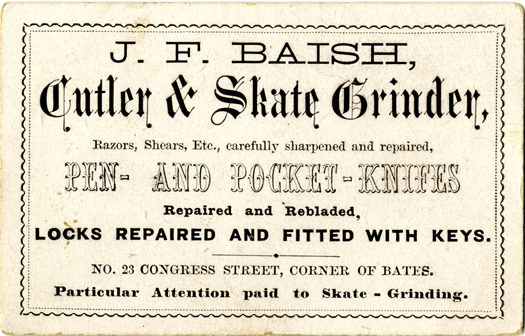 J. F. BAISH,
Cutler & Skate Grinder,
Razors, Shears, Etc., carefully sharpened and repaired,
PEN- AND POCKET-KNIFES
Repaired and Rebladed,
LOCKS REPAIRED AND FITTED WITH KEYS.
NO. 23 CONGRESS STREET, CORNER OF BATES.
Particular Attention paid to Skate - Grinding.